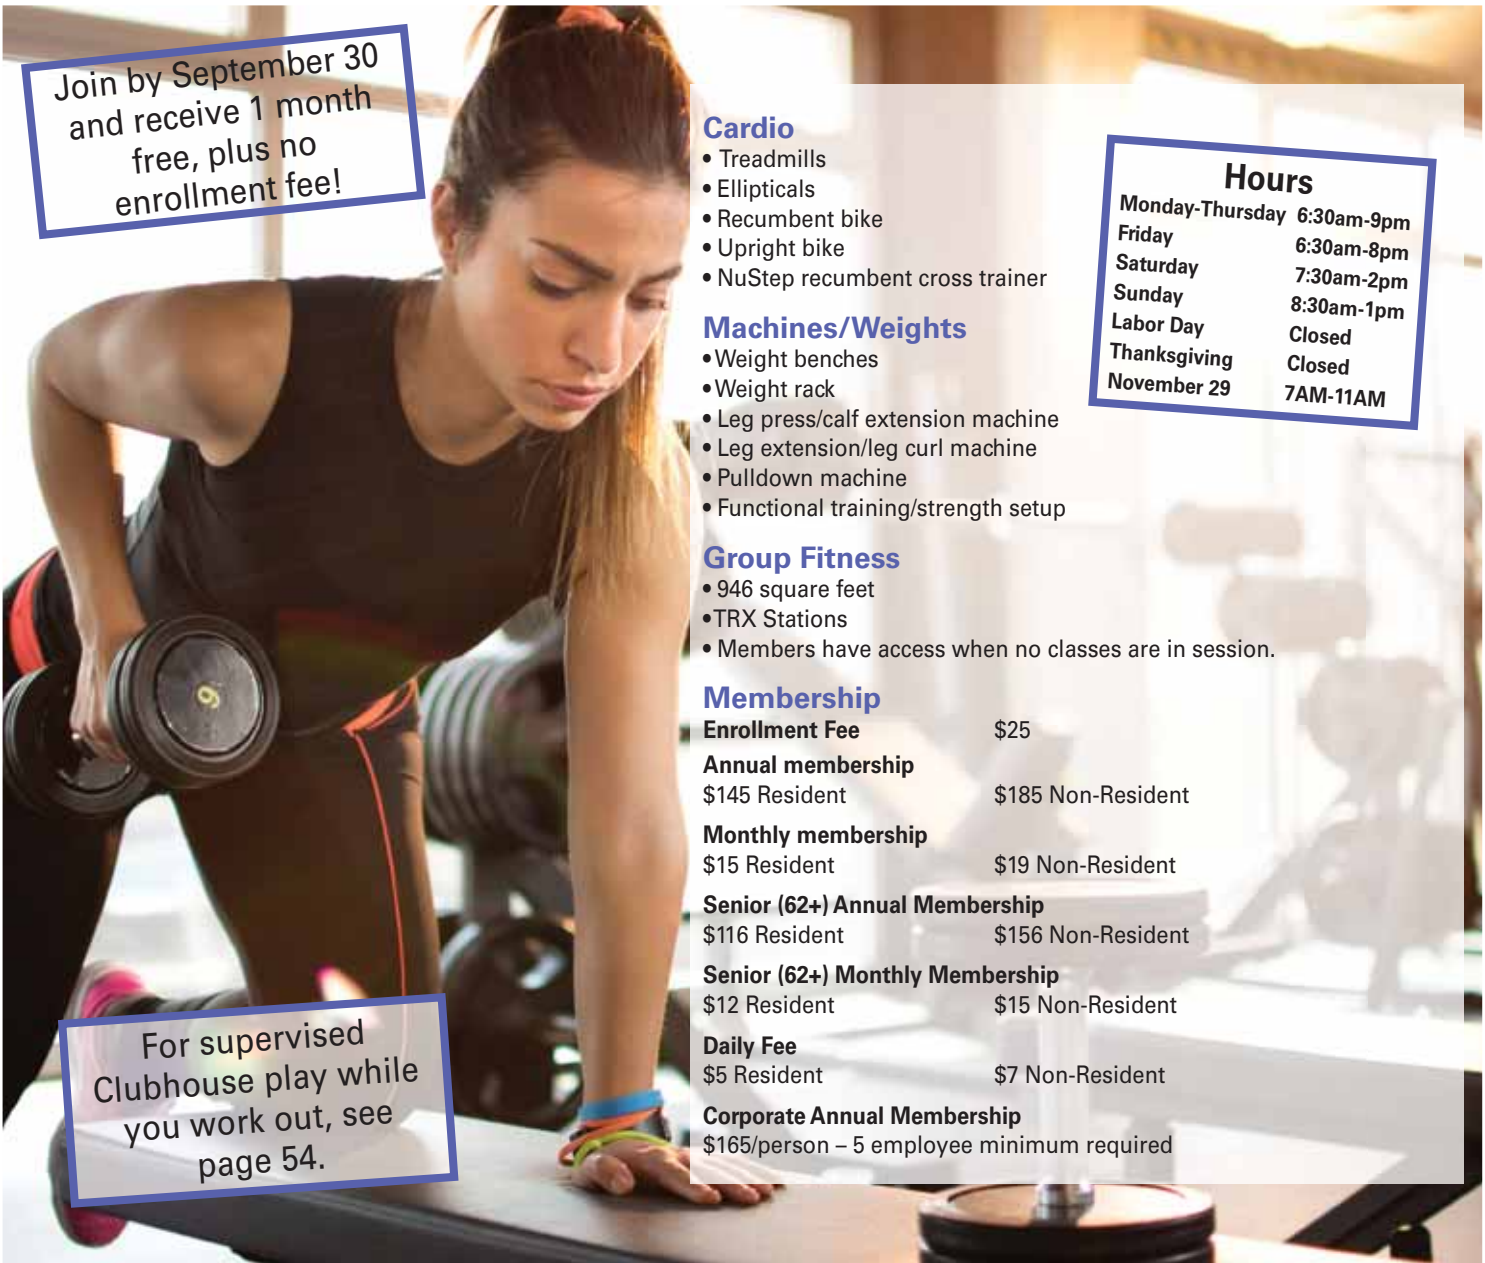 Join by September 30
and receive 1 month
free, plus no
enrollment fee!
Cardio
• Treadmills
• Ellipticals
• Recumbent bike
• Upright bike
• NuStep recumbent cross trainer
Machines/Weights
• Weight benches
• Weight rack
• Leg press/calf extension machine
• Leg extension/leg curl machine
• Pulldown machine
• Functional training/strength setup
Group Fitness
• 946 square feet
• TRX Stations
• Members have access when no classes are in session.
Membership
Enrollment Fee $25
Annual membership
$145 Resident $185 Non-Resident
Monthly membership
$15 Resident $19 Non-Resident
Senior (62+) Annual Membership
$116 Resident $156 Non-Resident
Senior (62+) Monthly Membership
$12 Resident $15 Non-Resident
Daily Fee
$5 Resident $7 Non-Resident
Corporate Annual Membership
$165/person – 5 employee minimum required
Hours
Monday-Thursday 6:30am-9pm
Friday 6:30am-8pm
Saturday 7:30am-2pm
Sunday 8:30am-1pm
Labor Day Closed
Thanksgiving Closed
November 29 7AM-11AM
For supervised
Clubhouse play while
you work out, see
page 54.
9